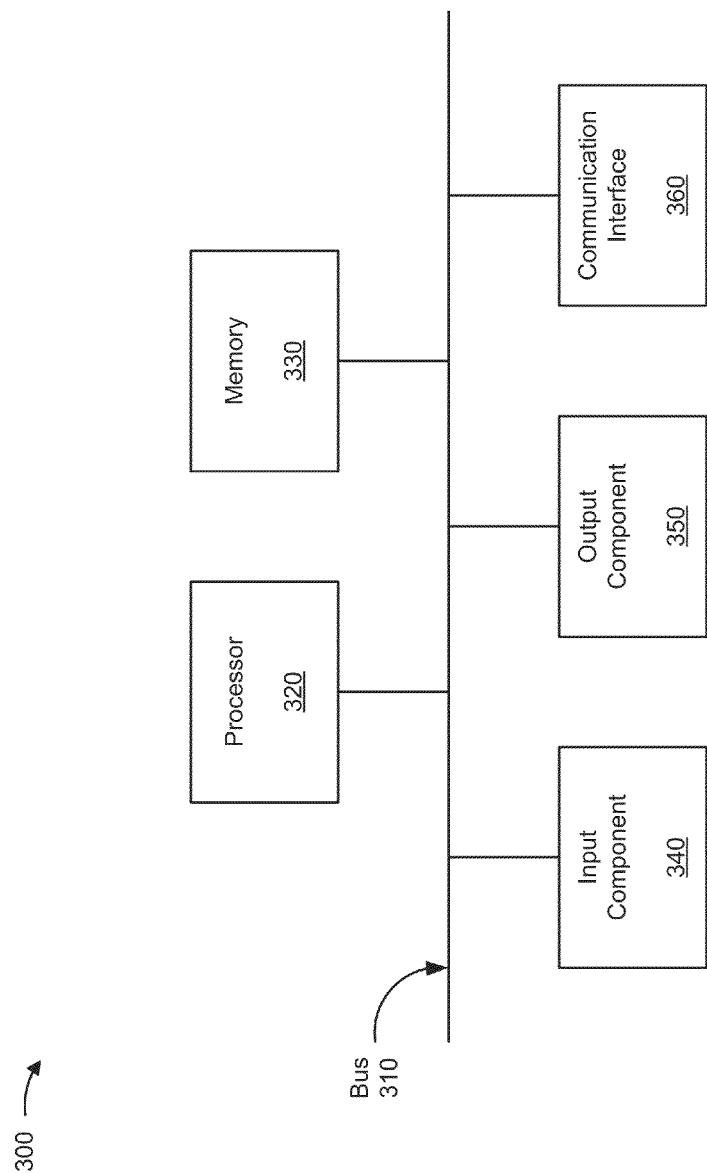 300
Bus
310
Processor
320
Memory
330
Input
Component
340
Output
Component
350
Communication
Interface
360